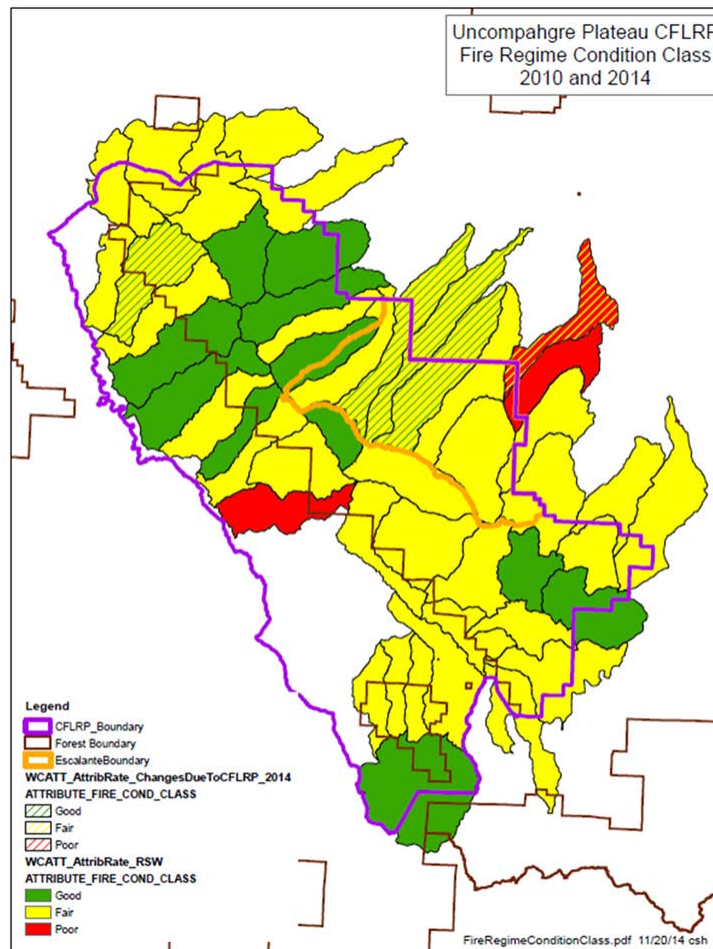 Uncompahgre Plateau CFLRP
Fire Regime Condition Class
2010 and 2014
Legend
CFLRP_Boundary
Forest Boundary
EscalanteBoundary
WCATT_AttribRate_ChangesDueToCFLRP_2014
ATTRIBUTE_FIRE_COND_CLASS
Good
Fair
Poor
WCATT_AttribRate_RSW
ATTRIBUTE_FIRE_COND_CLASS
Good
Fair
Poor
FireRegimeConditionClass.pdf 11/20/14 csh